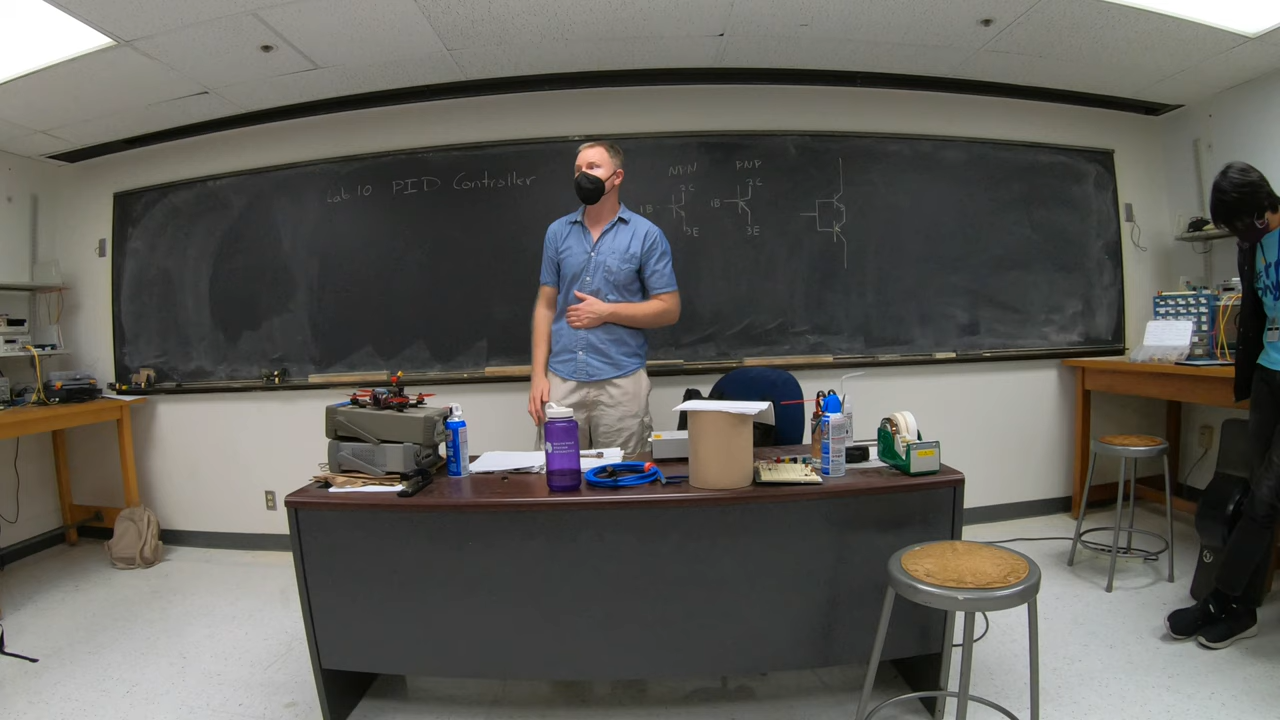 Lab 10 PID Controller
NPN
PNP
2C
2C
1B
1B
3E
3E